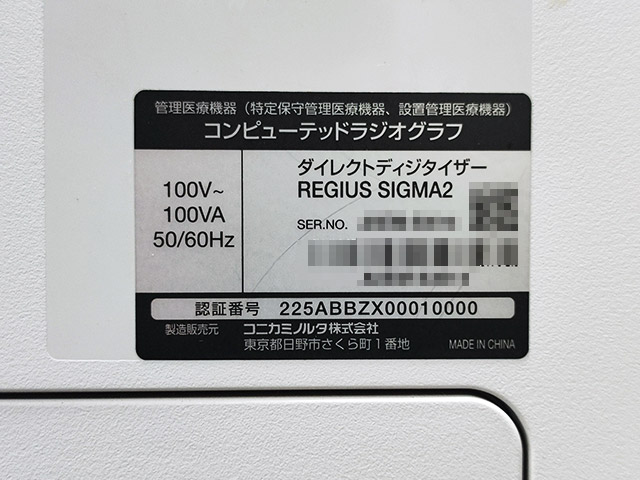 管理医療機器（特定保守管理医療機器、設置管理医療機器）
コンピューテッドラジオグラフ
100V~
100VA
50/60Hz
ダイレクトディジタイザー
REGIUS SIGMA2
SER.NO.
認証番号 225ABBZX00010000
製造販売元 コニカミノルタ株式会社
東京都日野市さくら町1番地
MADE IN CHINA